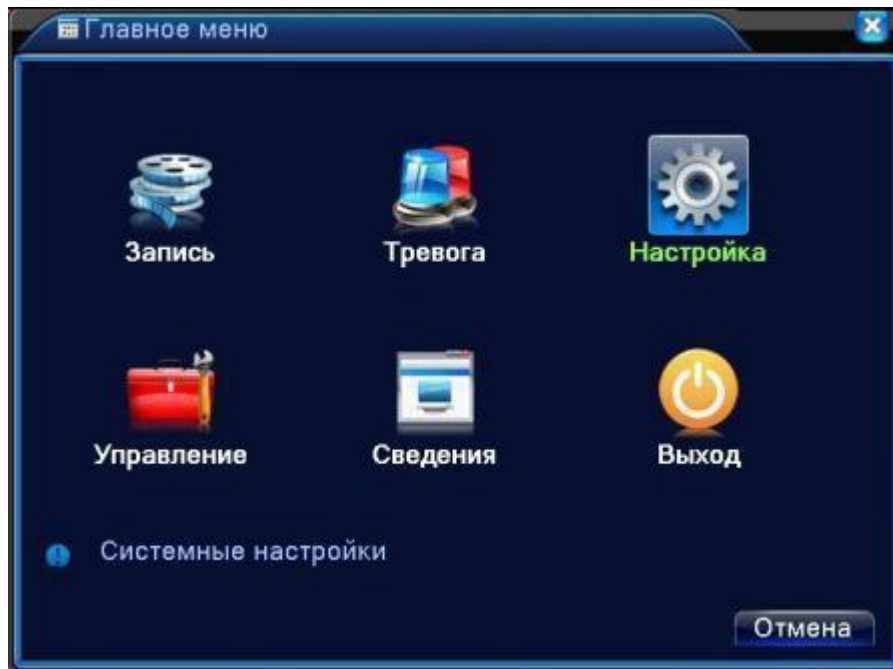 Главное меню
Запись Тревога Настройка
Управление Сведения Выход
Системные настройки
Отмена